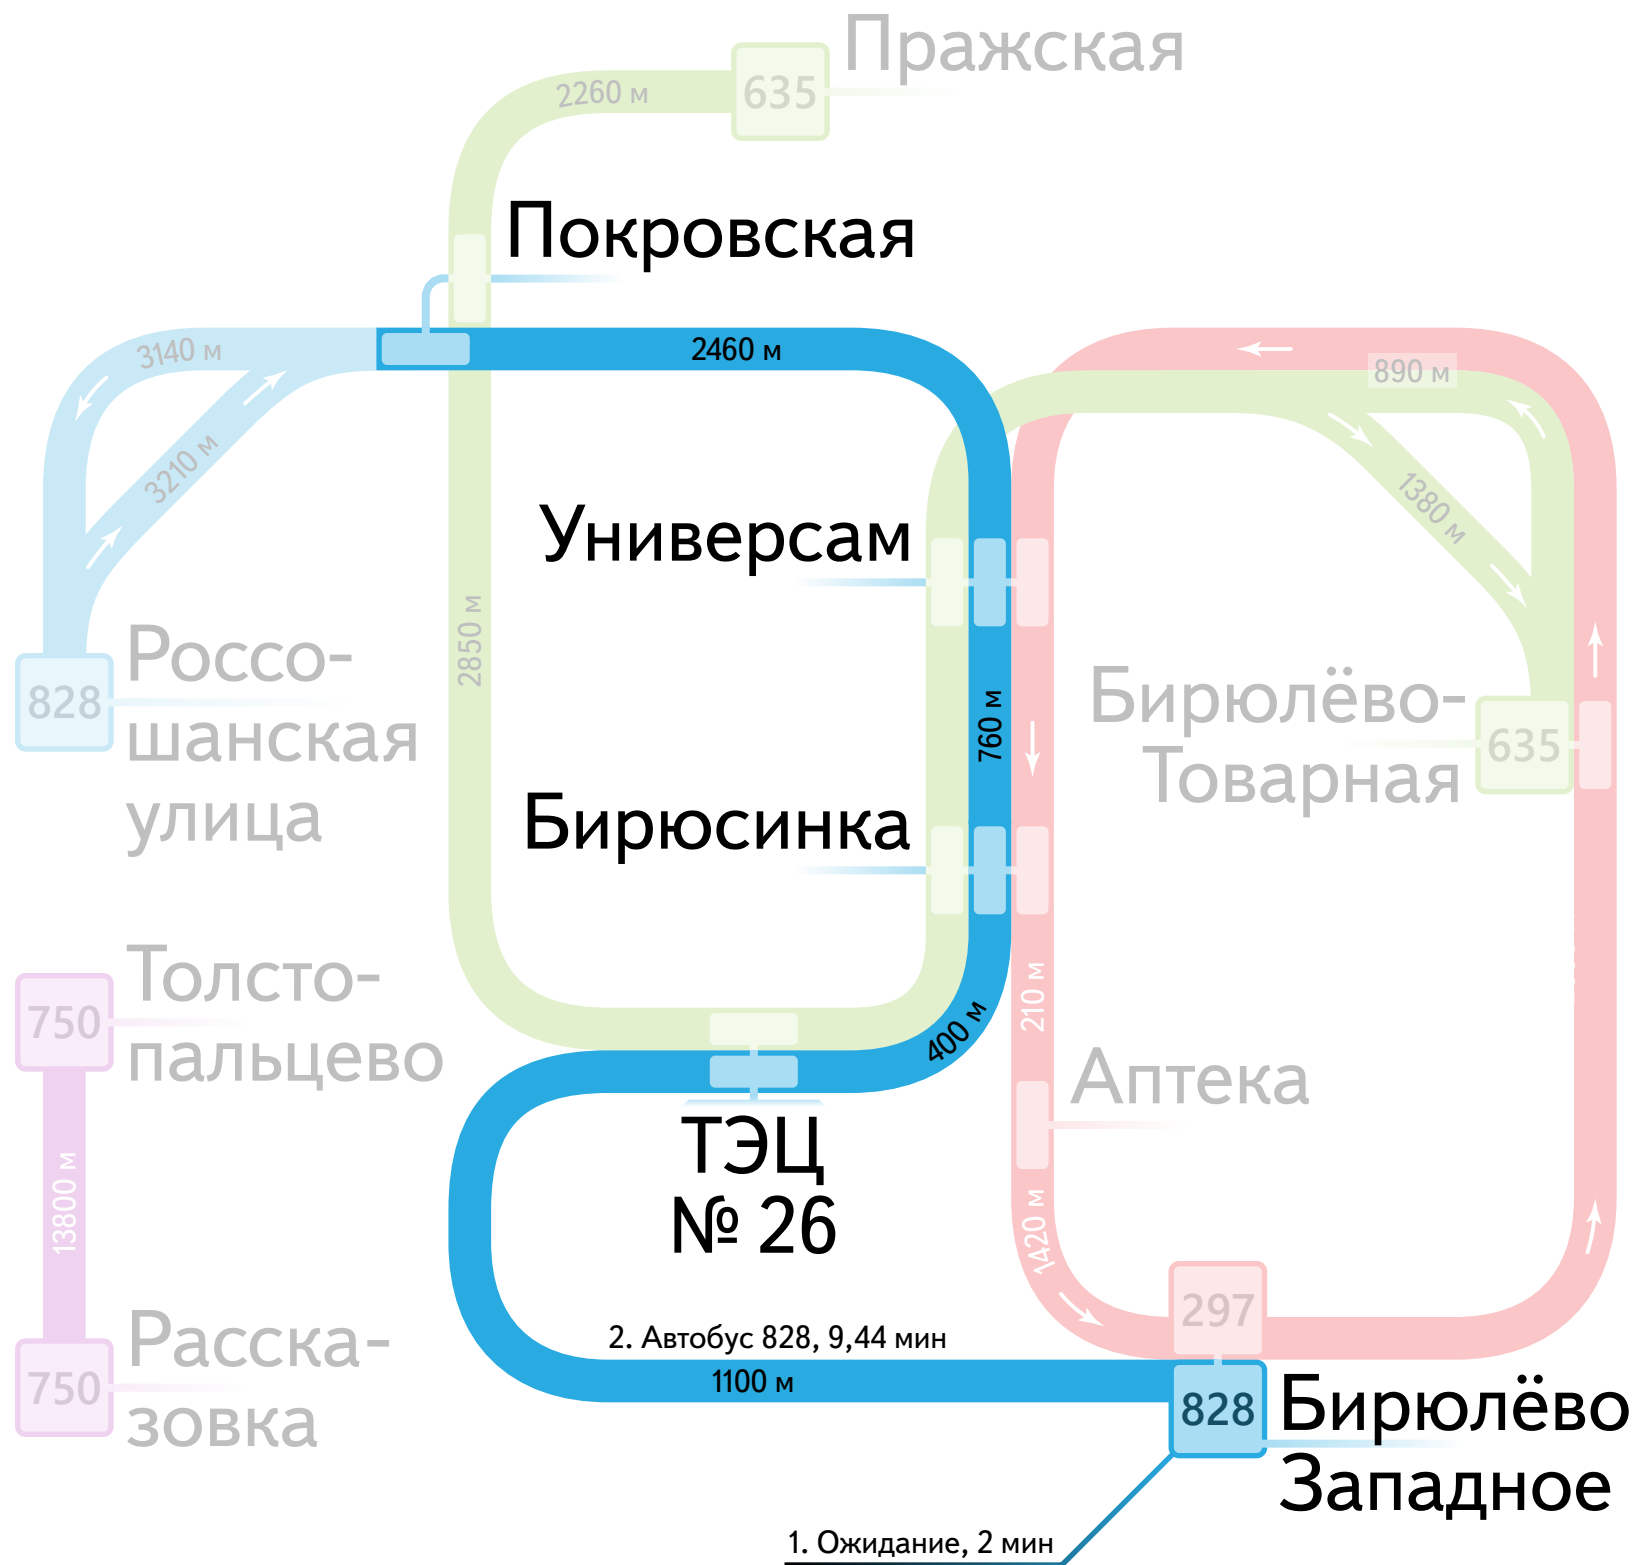 Пражская
635
2260 м
Покровская
3140 м
2460 м
890 м
3210 м
1380 м
Универсам
2850 м
Россо-
шанская
улица
828
760 м
Бирюлёво-
Товарная
635
Бирюсинка
Толсто-
пальцево
750
210 м
400 м
Аптека
ТЭЦ
№ 26
13800 м
1420 м
297
Расска-
зовка
750
2. Автобус 828, 9,44 мин
1100 м
828
Бирюлёво
Западное
1. Ожидание, 2 мин